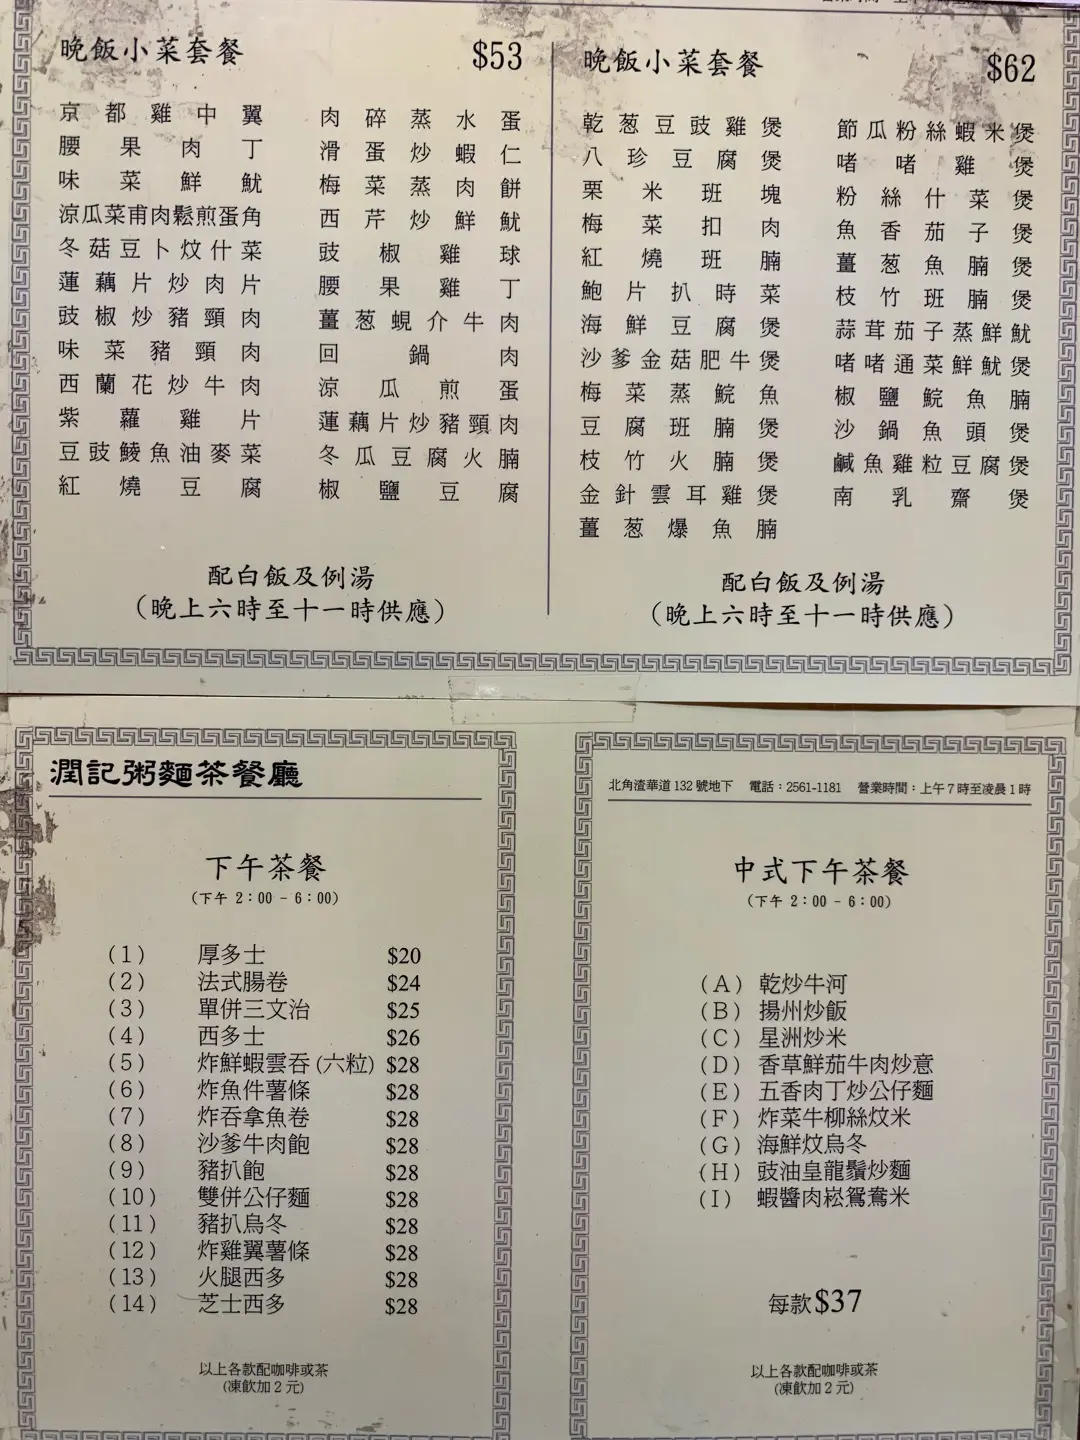 晚飯小菜套餐 $53
京都雞中翼
腰果肉丁
味菜鮮魷
涼瓜菜甫肉鬆煎蛋角
冬菇豆卜炆什菜
蓮藕片炒肉片
豉椒炒豬頸肉
味菜豬頸肉
西蘭花炒牛肉
紫蘿雞片
豆豉鯪魚油麥菜
紅燒豆腐
肉碎蒸水蛋
滑蛋炒蝦仁
梅菜蒸肉餅
西芹炒鮮魷
豉椒雞球
腰果雞丁
薑葱蜆介牛肉
回鍋肉
涼瓜煎蛋
蓮藕片炒豬頸肉
冬瓜豆腐火腩
椒鹽豆腐
配白飯及例湯
(晚上六時至十一時供應)
晚飯小菜套餐 $62
乾葱豆豉雞煲
八珍豆腐煲
栗米班塊
梅菜扣肉
紅燒班腩
鮑片扒時菜
海鮮豆腐煲
沙爹金菇肥牛煲
梅菜蒸鯇魚
豆腐班腩煲
枝竹火腩煲
金針雲耳雞煲
薑葱爆魚腩
節瓜粉絲蝦米煲
啫啫雞煲
粉絲什菜煲
魚香茄子煲
薑葱魚腩煲
枝竹班腩煲
蒜茸茄子蒸鮮魷
啫啫通菜鮮魷煲
椒鹽鯇魚腩
沙鍋魚頭煲
鹹魚雞粒豆腐煲
南乳齋煲
配白飯及例湯
(晚上六時至十一時供應)
潤記粥麵茶餐廳
下午茶餐
(下午 2:00 - 6:00)
(1) 厚多士 $20
(2) 法式腸卷 $24
(3) 單併三文治 $25
(4) 西多士 $26
(5) 炸鮮蝦雲吞(六粒) $28
(6) 炸魚件薯條 $28
(7) 炸吞拿魚卷 $28
(8) 沙爹牛肉飽 $28
(9) 豬扒飽 $28
(10) 雙併公仔麵 $28
(11) 豬扒烏冬 $28
(12) 炸雞翼薯條 $28
(13) 火腿西多 $28
(14) 芝士西多 $28
以上各款配咖啡或茶
(凍飲加2元)
北角渣華道132號地下 電話:2561-1181 營業時間:上午7時至凌晨1時
中式下午茶餐
(下午 2:00 - 6:00)
(A) 乾炒牛河
(B) 揚州炒飯
(C) 星洲炒米
(D) 香草鮮茄牛肉炒意
(E) 五香肉丁炒公仔麵
(F) 炸菜牛柳絲炆米
(G) 海鮮炆烏冬
(H) 豉油皇龍鬚炒麵
(I) 蝦醬肉崧鴛鴦米
每款$37
以上各款配咖啡或茶
(凍飲加2元)